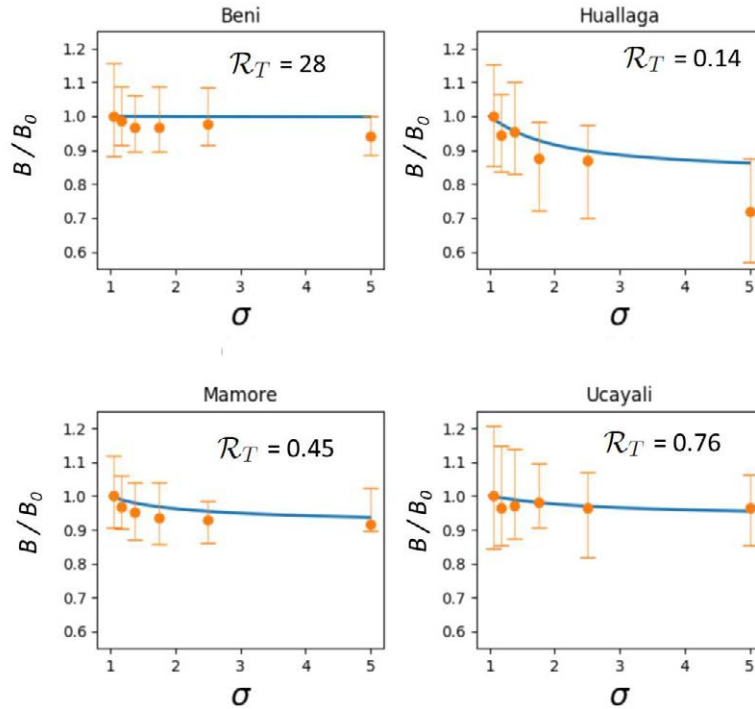 Beni
ℛ_T = 28
B / B₀
1.2
1.1
1.0
0.9
0.8
0.7
0.6
1 2 3 4 5
σ
Huallaga
ℛ_T = 0.14
B / B₀
1.2
1.1
1.0
0.9
0.8
0.7
0.6
1 2 3 4 5
σ
Mamore
ℛ_T = 0.45
B / B₀
1.2
1.1
1.0
0.9
0.8
0.7
0.6
1 2 3 4 5
σ
Ucayali
ℛ_T = 0.76
B / B₀
1.2
1.1
1.0
0.9
0.8
0.7
0.6
1 2 3 4 5
σ